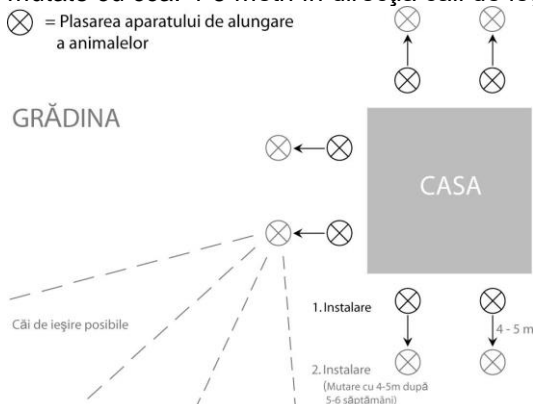 = Plasarea aparatului de alungare
a animalelor
GRĂDINA
CASA
1. Instalare
Căi de ieşire posibile
4 - 5 m
2. Instalare
(Mutare cu 4-5m după
5-6 săptămâni)